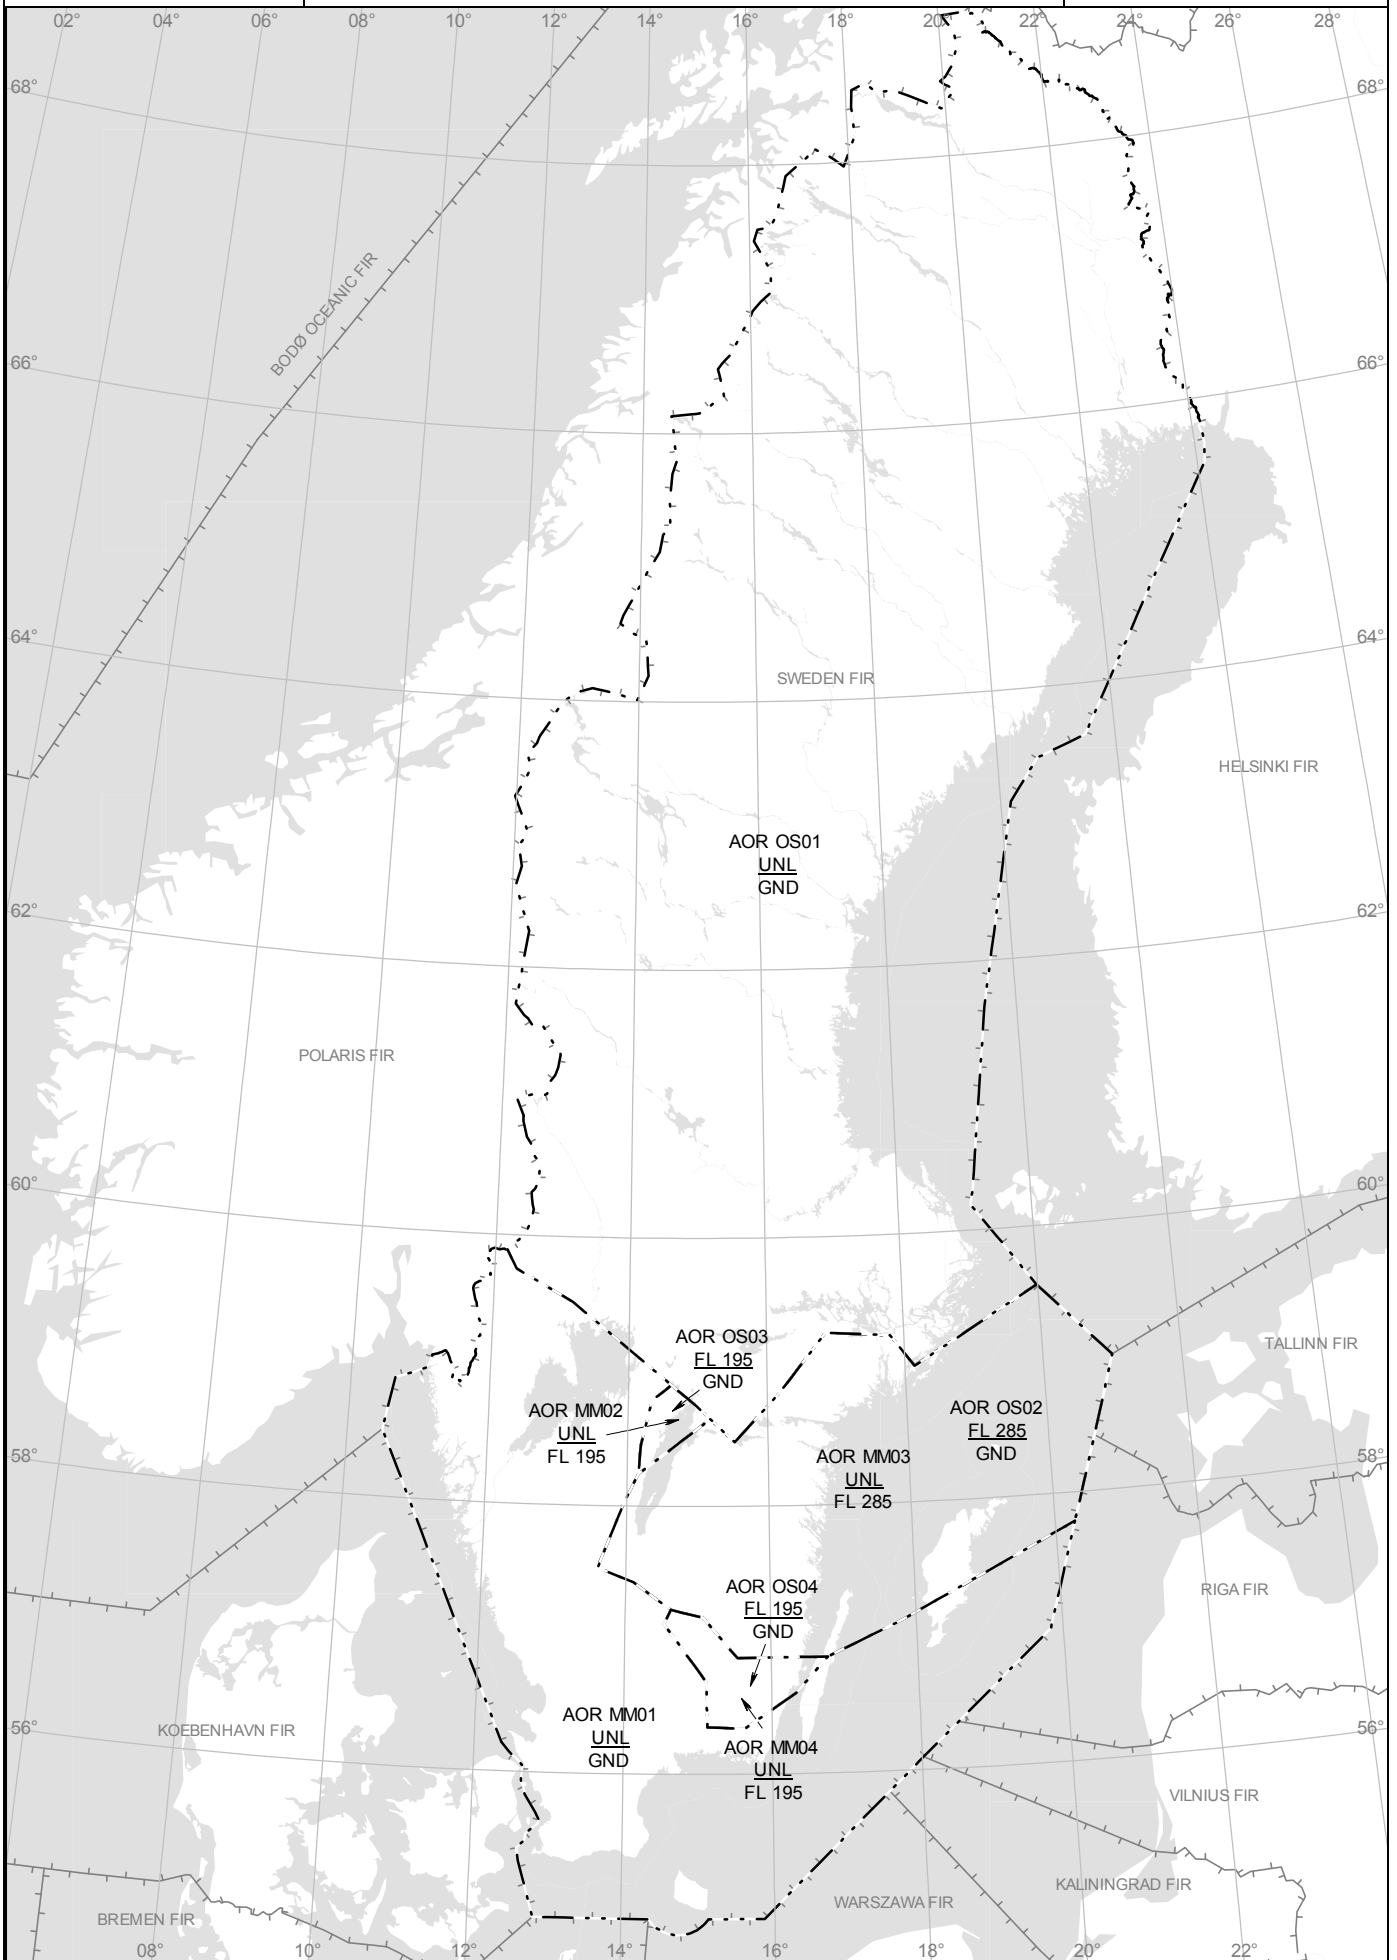 02°
04°
06°
08°
10°
12°
14°
16°
18°
20°
22°
24°
26°
28°
68°
68°
BODØ OCEANIC FIR
66°
66°
64°
64°
SWEDEN FIR
HELSINKI FIR
AOR OS01
UNL
GND
62°
62°
POLARIS FIR
60°
60°
AOR OS03
FL 195
GND
TALLINN FIR
AOR MM02
UNL
FL 195
AOR OS02
FL 285
GND
58°
58°
AOR MM03
UNL
FL 285
AOR OS04
FL 195
GND
RIGA FIR
AOR MM01
UNL
GND
KOEBENHAVN FIR
56°
56°
AOR MM04
UNL
FL 195
VILNIUS FIR
KALININGRAD FIR
WARSZAWA FIR
BREMEN FIR
08°
10°
12°
14°
16°
18°
20°
22°